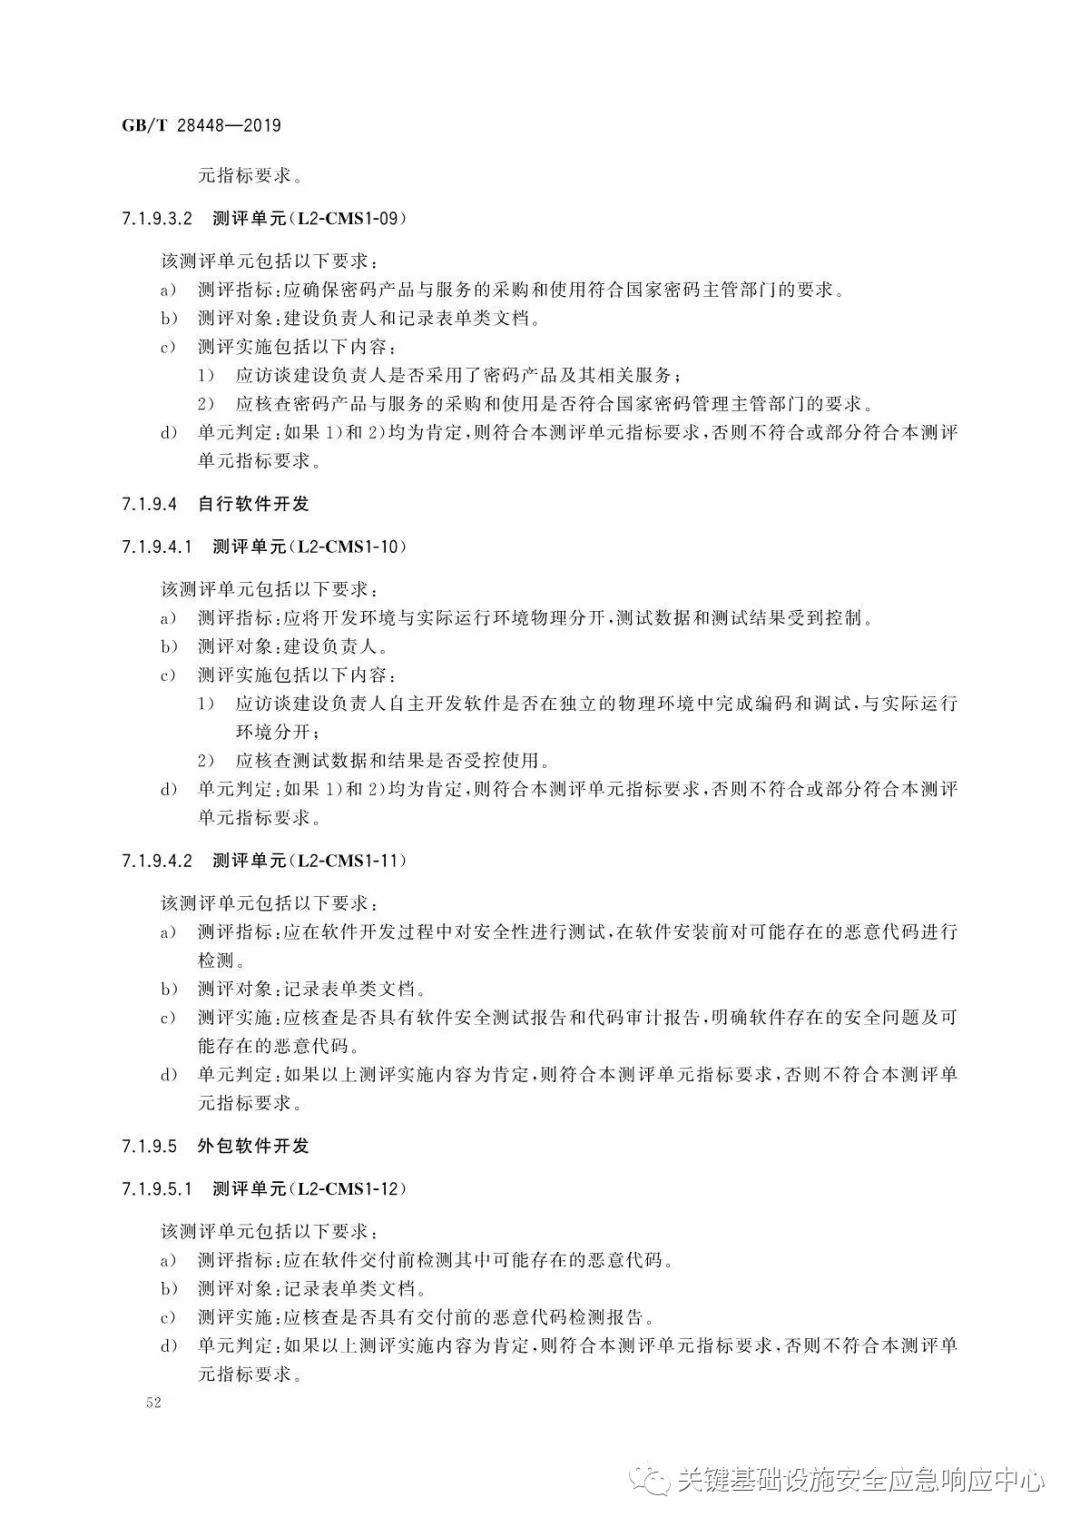 GB/T 28448—2019
元指标要求。
7.1.9.3.2 测评单元(L2-CMS1-09)
该测评单元包括以下要求:
a) 测评指标:应确保密码产品与服务的采购和使用符合国家密码主管部门的要求。
b) 测评对象:建设负责人和记录表单类文档。
c) 测评实施包括以下内容:
1) 应访谈建设负责人是否采用了密码产品及其相关服务;
2) 应核查密码产品与服务的采购和使用是否符合国家密码管理主管部门的要求。
d) 单元判定:如果1)和2)均为肯定,则符合本测评单元指标要求,否则不符合或部分符合本测评
单元指标要求。
7.1.9.4 自行软件开发
7.1.9.4.1 测评单元(L2-CMS1-10)
该测评单元包括以下要求:
a) 测评指标:应将开发环境与实际运行环境物理分开,测试数据和测试结果受到控制。
b) 测评对象:建设负责人。
c) 测评实施包括以下内容:
1) 应访谈建设负责人自主开发软件是否在独立的物理环境中完成编码和调试,与实际运行
环境分开;
2) 应核查测试数据和结果是否受控使用。
d) 单元判定:如果1)和2)均为肯定,则符合本测评单元指标要求,否则不符合或部分符合本测评
单元指标要求。
7.1.9.4.2 测评单元(L2-CMS1-11)
该测评单元包括以下要求:
a) 测评指标:应在软件开发过程中对安全性进行测试,在软件安装前对可能存在的恶意代码进行
检测。
b) 测评对象:记录表单类文档。
c) 测评实施:应核查是否具有软件安全测试报告和代码审计报告,明确软件存在的安全问题及可
能存在的恶意代码。
d) 单元判定:如果以上测评实施内容为肯定,则符合本测评单元指标要求,否则不符合本测评单
元指标要求。
7.1.9.5 外包软件开发
7.1.9.5.1 测评单元(L2-CMS1-12)
该测评单元包括以下要求:
a) 测评指标:应在软件交付前检测其中可能存在的恶意代码。
b) 测评对象:记录表单类文档。
c) 测评实施:应核查是否具有交付前的恶意代码检测报告。
d) 单元判定:如果以上测评实施内容为肯定,则符合本测评单元指标要求,否则不符合本测评单
元指标要求。
52
关键基础设施安全应急响应中心